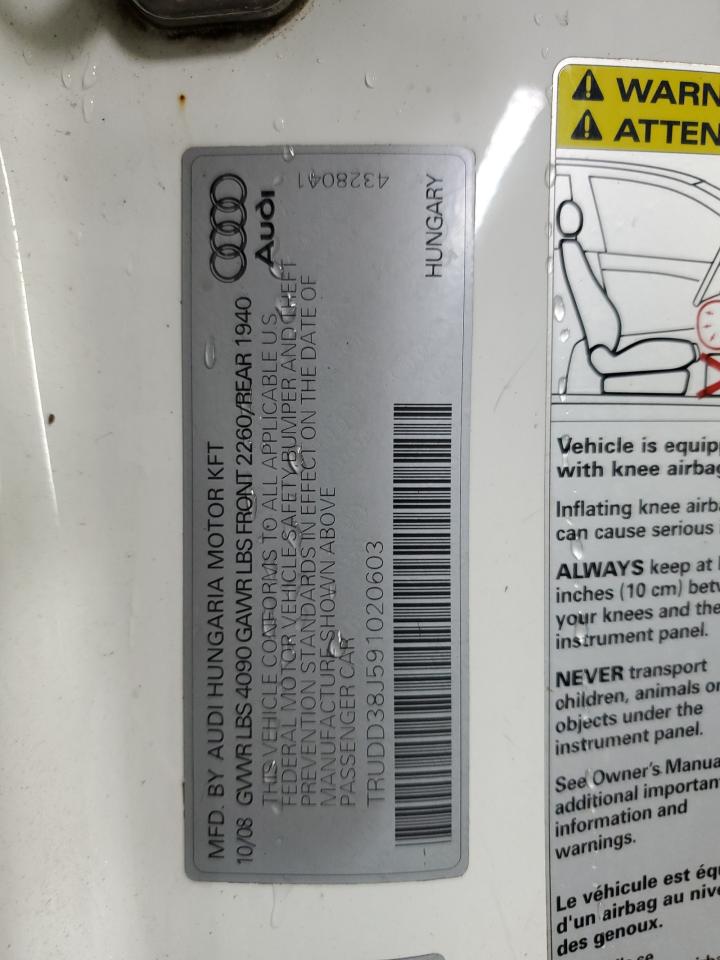 MFD. BY AUDI HUNGARIA MOTOR KFT
10/08 GVWR LBS 4090 GAWR LBS FRONT 2260/REAR 1940
THIS VEHICLE CONFORMS TO ALL APPLICABLE U S
FEDERAL MOTOR VEHICLE SAFETY BUMPER AND THEFT
PREVENTION STANDARDS IN EFFECT ON THE DATE OF
MANUFACTURE SHOWN ABOVE
PASSENGER CAR
TRUDD38J591020603
Audi
4328041
HUNGARY
WARN
ATTEN
Vehicle is equip
with knee airbag
Inflating knee airb
can cause serious
ALWAYS keep at
inches (10 cm) betw
your knees and the
instrument panel.
NEVER transport
children, animals or
objects under the
instrument panel.
See Owner's Manua
additional important
information and
warnings.
Le véhicule est équ
d'un airbag au nive
des genoux.